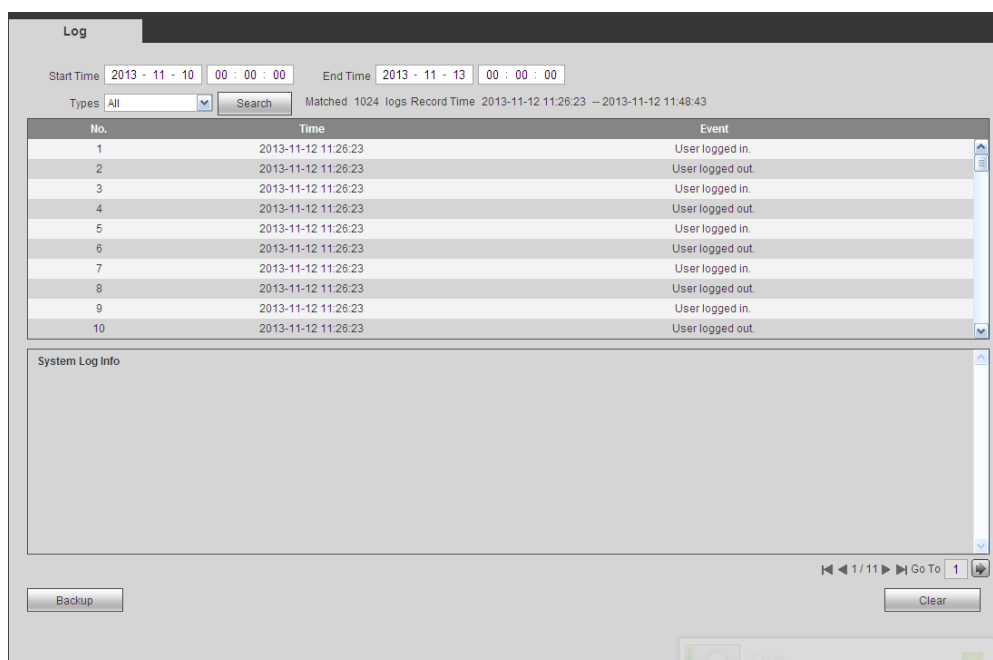 Log
Start Time 2013 - 11 - 10 00 : 00 : 00 End Time 2013 - 11 - 13 00 : 00 : 00
Types All Search Matched 1024 logs Record Time 2013-11-12 11:26:23 -- 2013-11-12 11:48:43
No. Time Event
1 2013-11-12 11:26:23 User logged in.
2 2013-11-12 11:26:23 User logged out.
3 2013-11-12 11:26:23 User logged in.
4 2013-11-12 11:26:23 User logged out.
5 2013-11-12 11:26:23 User logged in.
6 2013-11-12 11:26:23 User logged out.
7 2013-11-12 11:26:23 User logged in.
8 2013-11-12 11:26:23 User logged out.
9 2013-11-12 11:26:23 User logged in.
10 2013-11-12 11:26:23 User logged out.
System Log Info
1 / 11 Go To 1
Backup Clear